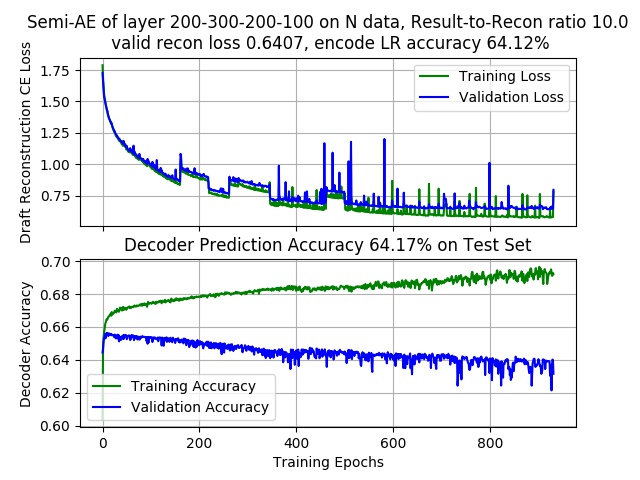 Semi-AE of layer 200-300-200-100 on N data, Result-to-Recon ratio 10.0
valid recon loss 0.6407, encode LR accuracy 64.12%
Draft Reconstruction CE Loss
1.75
1.50
1.25
1.00
0.75
Training Loss
Validation Loss
Decoder Prediction Accuracy 64.17% on Test Set
Decoder Accuracy
0.70
0.68
0.66
0.64
0.62
0.60
Training Accuracy
Validation Accuracy
0
200
400
600
800
Training Epochs